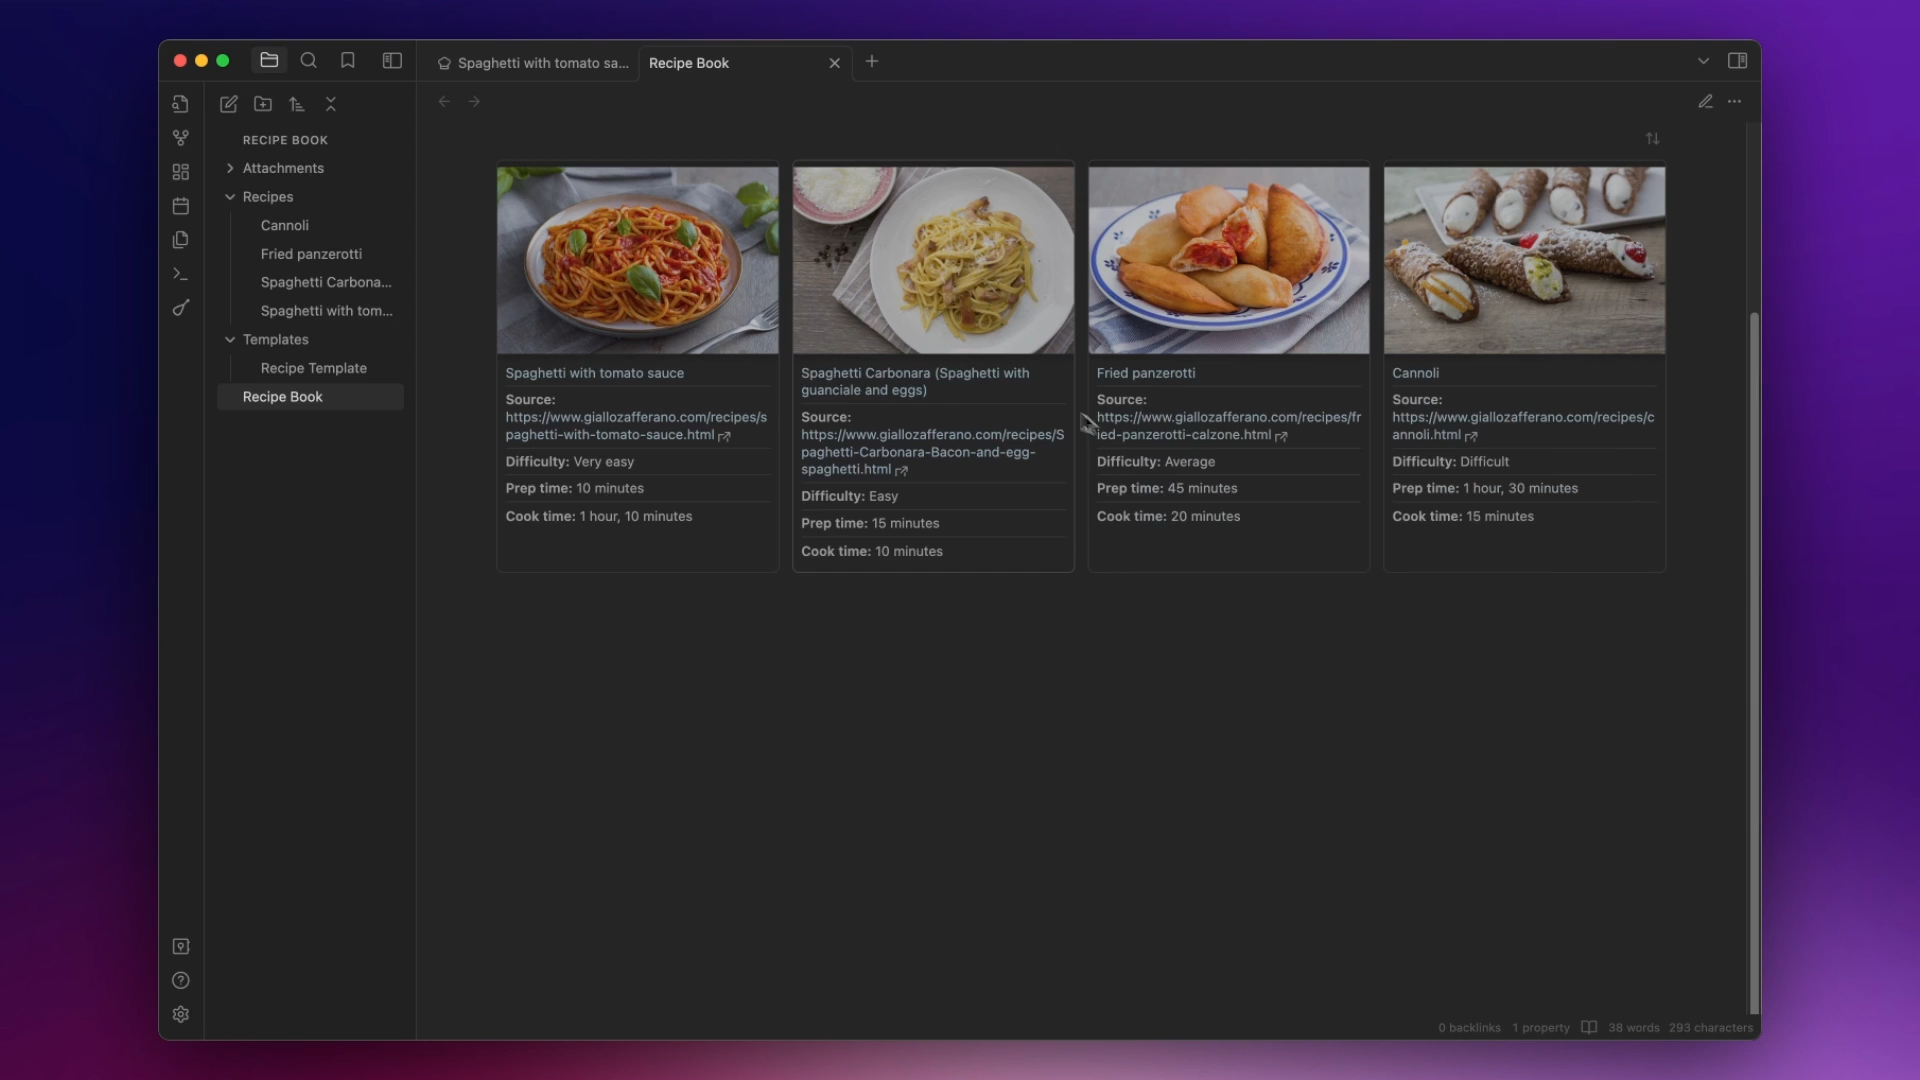 Spaghetti with tomato sa...
Recipe Book
RECIPE BOOK
Attachments
Recipes
Cannoli
Fried panzerotti
Spaghetti Carbona...
Spaghetti with tom...
Templates
Recipe Template
Recipe Book
Spaghetti with tomato sauce
Source:
https://www.giallozafferano.com/recipes/s
paghetti-with-tomato-sauce.html
Difficulty: Very easy
Prep time: 10 minutes
Cook time: 1 hour, 10 minutes
Spaghetti Carbonara (Spaghetti with
guanciale and eggs)
Source:
https://www.giallozafferano.com/recipes/S
paghetti-Carbonara-Bacon-and-egg-
spaghetti.html
Difficulty: Easy
Prep time: 15 minutes
Cook time: 10 minutes
Fried panzerotti
Source:
https://www.giallozafferano.com/recipes/fr
ied-panzerotti-calzone.html
Difficulty: Average
Prep time: 45 minutes
Cook time: 20 minutes
Cannoli
Source:
https://www.giallozafferano.com/recipes/c
annoli.html
Difficulty: Difficult
Prep time: 1 hour, 30 minutes
Cook time: 15 minutes
0 backlinks 1 property 38 words 293 characters